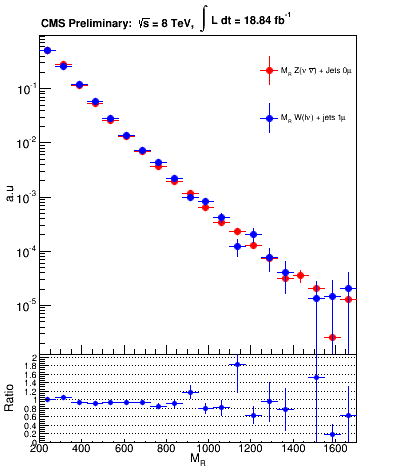 CMS Preliminary: √s = 8 TeV, ∫ L dt = 18.84 fb⁻¹
M_R Z(ν ν̄) + Jets 0μ
M_R W(lν) + jets 1μ
a.u
10⁻¹
10⁻²
10⁻³
10⁻⁴
10⁻⁵
Ratio
2
1.8
1.6
1.4
1.2
1
0.8
0.6
0.4
0.2
0
200 400 600 800 1000 1200 1400 1600
M_R